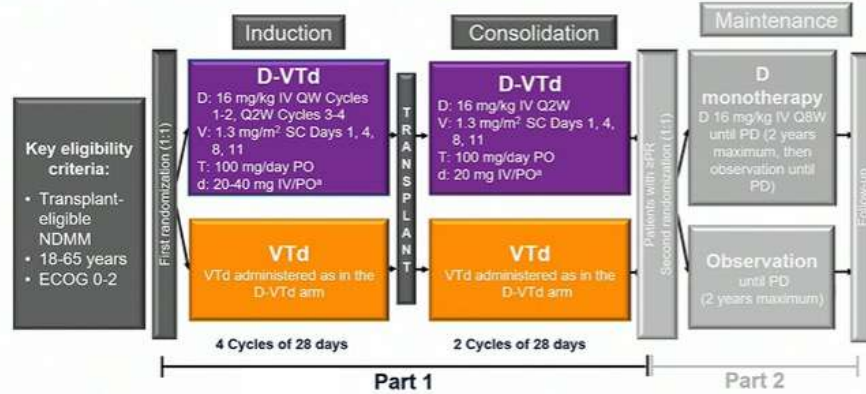 Induction
Consolidation
Maintenance
Key eligibility
criteria:
• Transplant-
eligible
NDMM
• 18-65 years
• ECOG 0-2
First randomization (1:1)
D-VTd
D: 16 mg/kg IV QW Cycles
1-2, Q2W Cycles 3-4
V: 1.3 mg/m² SC Days 1, 4,
8, 11
T: 100 mg/day PO
d: 20-40 mg IV/POᵃ
VTd
VTd administered as in the
D-VTd arm
4 Cycles of 28 days
TRANSPLANT
D-VTd
D: 16 mg/kg IV Q2W
V: 1.3 mg/m² SC Days 1, 4,
8, 11
T: 100 mg/day PO
d: 20 mg IV/POᵃ
VTd
VTd administered as in the
D-VTd arm
2 Cycles of 28 days
Patients with ≥PR
Second randomization (1:1)
D
monotherapy
D 16 mg/kg IV Q8W
until PD (2 years
maximum, then
observation until
PD)
Observation
until PD
(2 years maximum)
Follow-up
Part 1
Part 2